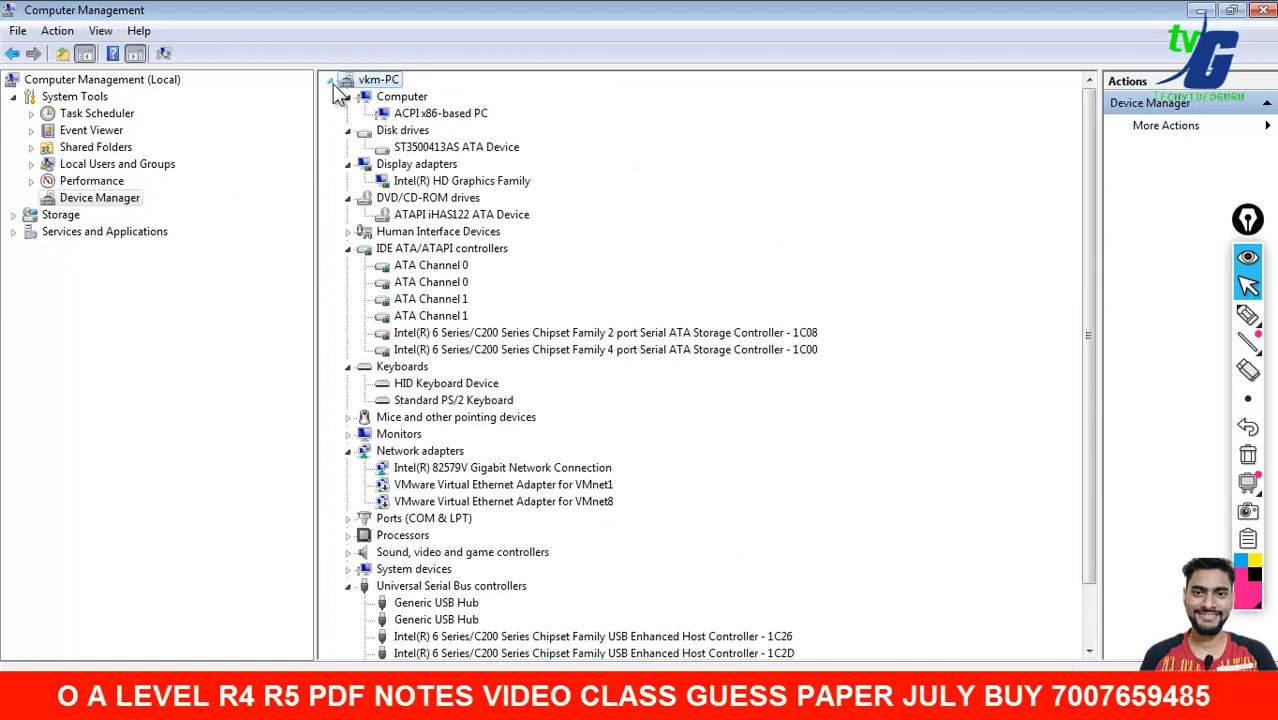 Computer Management
File Action View Help
tv G
TECHVIDEOGURU
Computer Management (Local)
System Tools
Task Scheduler
Event Viewer
Shared Folders
Local Users and Groups
Performance
Device Manager
Storage
Services and Applications
vkm-PC
Computer
ACPI x86-based PC
Disk drives
ST3500413AS ATA Device
Display adapters
Intel(R) HD Graphics Family
DVD/CD-ROM drives
ATAPI iHAS122 ATA Device
Human Interface Devices
IDE ATA/ATAPI controllers
ATA Channel 0
ATA Channel 0
ATA Channel 1
ATA Channel 1
Intel(R) 6 Series/C200 Series Chipset Family 2 port Serial ATA Storage Controller - 1C08
Intel(R) 6 Series/C200 Series Chipset Family 4 port Serial ATA Storage Controller - 1C00
Keyboards
HID Keyboard Device
Standard PS/2 Keyboard
Mice and other pointing devices
Monitors
Network adapters
Intel(R) 82579V Gigabit Network Connection
VMware Virtual Ethernet Adapter for VMnet1
VMware Virtual Ethernet Adapter for VMnet8
Ports (COM & LPT)
Processors
Sound, video and game controllers
System devices
Universal Serial Bus controllers
Generic USB Hub
Generic USB Hub
Intel(R) 6 Series/C200 Series Chipset Family USB Enhanced Host Controller - 1C26
Intel(R) 6 Series/C200 Series Chipset Family USB Enhanced Host Controller - 1C2D
Actions
Device Manager
More Actions
O A LEVEL R4 R5 PDF NOTES VIDEO CLASS GUESS PAPER JULY BUY 7007659485